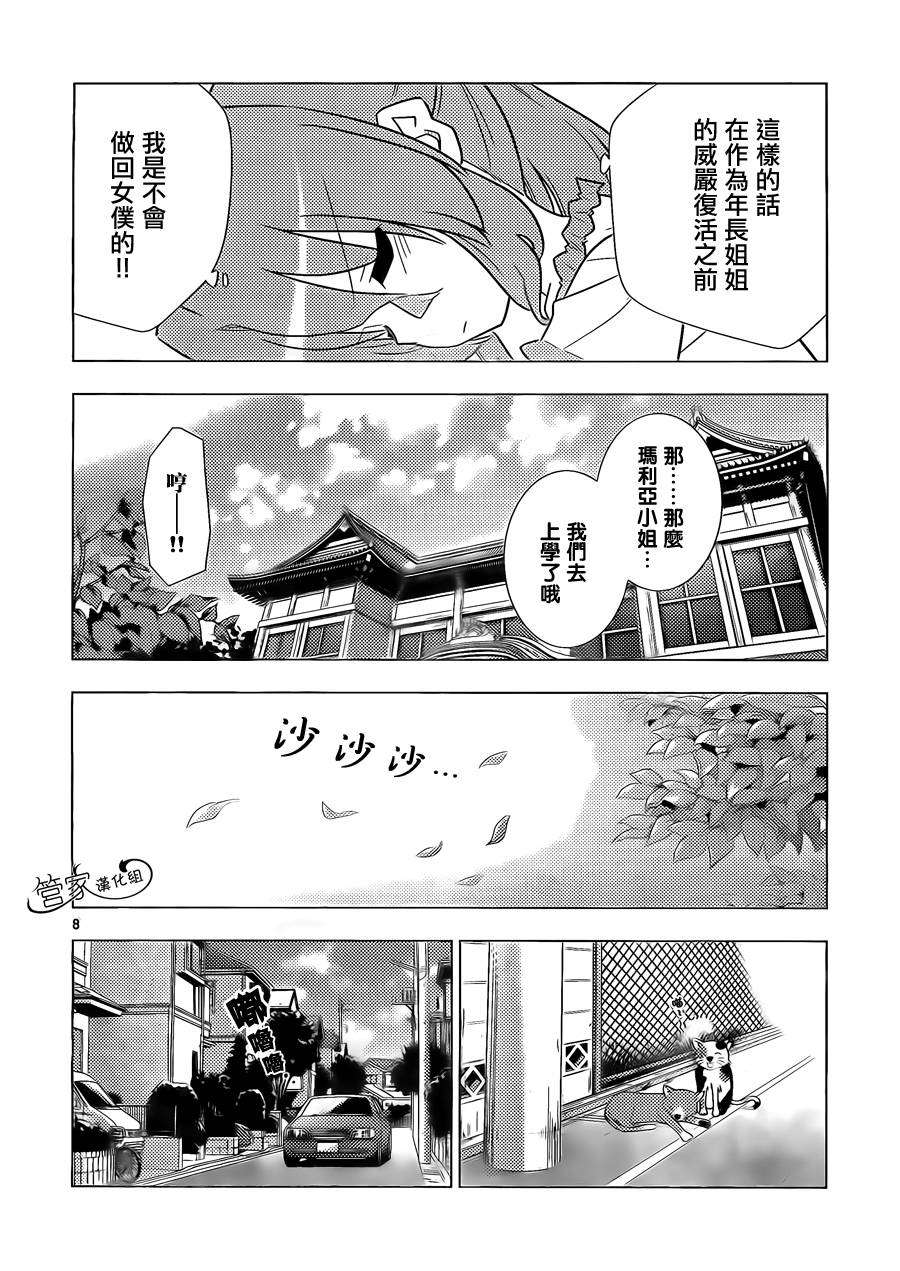 這樣的話
在作為年長姐姐
的威嚴復活之前
我是不會
做回女僕的!!
那……那麼
瑪利亞小姐…
我們去
上學了哦
哼──!!
沙沙沙…
管家漢化組
8
嘟嚕嚕